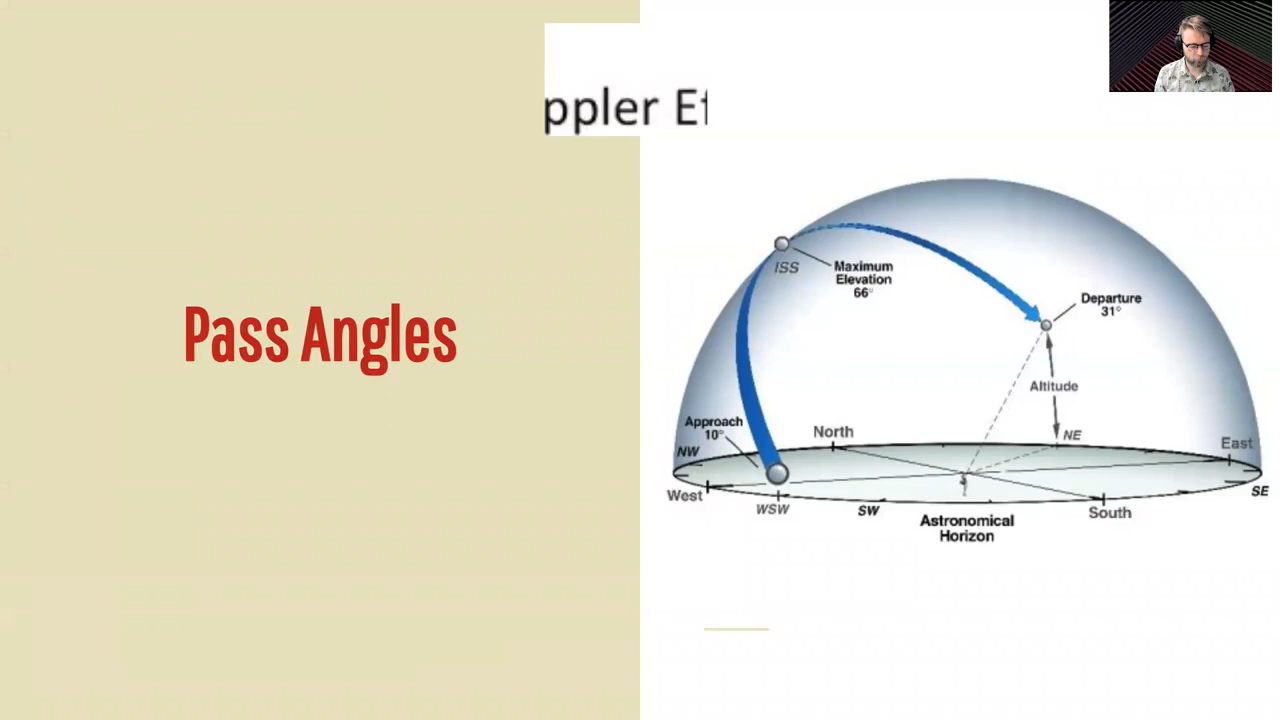 ppler Ef
Pass Angles
ISS
Maximum
Elevation
66°
Departure
31°
Altitude
Approach
10°
North
NE
East
NW
West
WSW
SW
South
SE
Astronomical
Horizon